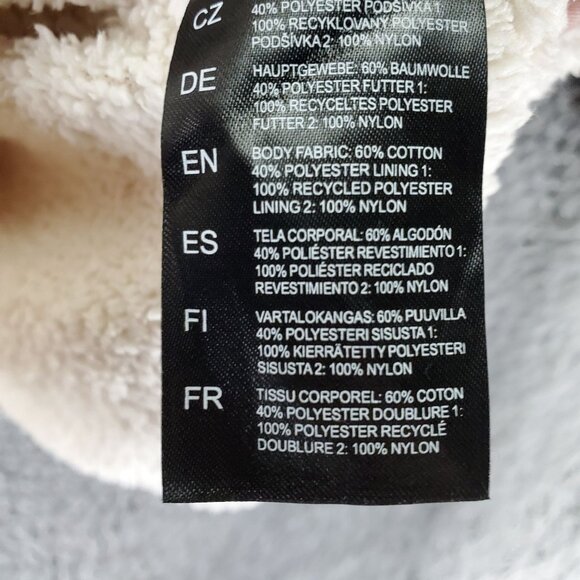 CZ
40% POLYESTER PODŠÍVKA 1:
100% RECYKLOVANÝ POLYESTER
PODŠÍVKA 2: 100% NYLON
DE
HAUPTGEWEBE: 60% BAUMWOLLE
40% POLYESTER FUTTER 1:
100% RECYCELTES POLYESTER
FUTTER 2: 100% NYLON
EN
BODY FABRIC: 60% COTTON
40% POLYESTER LINING 1:
100% RECYCLED POLYESTER
LINING 2: 100% NYLON
ES
TELA CORPORAL: 60% ALGODÓN
40% POLIÉSTER REVESTIMIENTO 1:
100% POLIÉSTER RECICLADO
REVESTIMIENTO 2: 100% NYLON
FI
VARTALOKANGAS: 60% PUUVILLA
40% POLYESTERI SISUSTA 1:
100% KIERRÄTETTY POLYESTERI
SISUSTA 2: 100% NYLON
FR
TISSU CORPOREL: 60% COTON
40% POLYESTER DOUBLURE 1:
100% POLYESTER RECYCLÉ
DOUBLURE 2: 100% NYLON